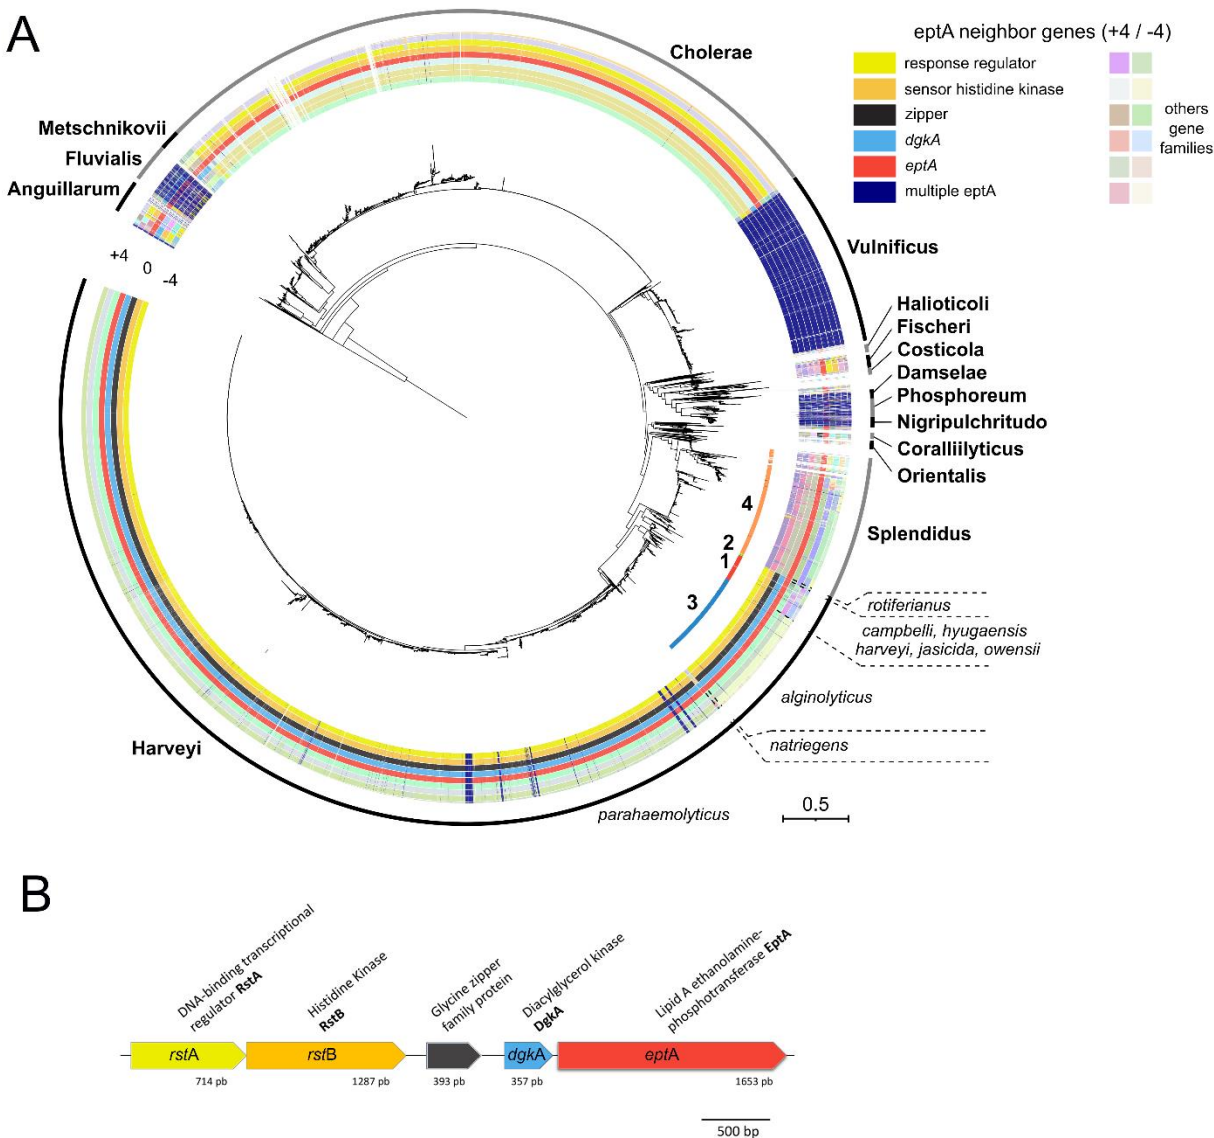 A
eptA neighbor genes (+4 / -4)
response regulator
sensor histidine kinase
zipper
dgkA
eptA
multiple eptA
others
gene
families
Cholerae
Metschnikovii
Fluvialis
Anguillarum
+4
0
-4
Vulnificus
Halioticoli
Fischeri
Costicola
Damselae
Phosphoreum
Nigripulchritudo
Coralliilyticus
Orientalis
Splendidus
4
2
1
3
rotiferianus
campbelli, hyugaensis
harveyi, jasicida, owensii
alginolyticus
natriegens
Harveyi
parahaemolyticus
0.5
B
DNA-binding transcriptional
regulator RstA
Histidine Kinase
RstB
Glycine zipper
family protein
Diacylglycerol kinase
DgkA
Lipid A ethanolamine-
phosphotransferase EptA
rstA
rstB
dgkA
eptA
714 pb
1287 pb
393 pb
357 pb
1653 pb
500 bp